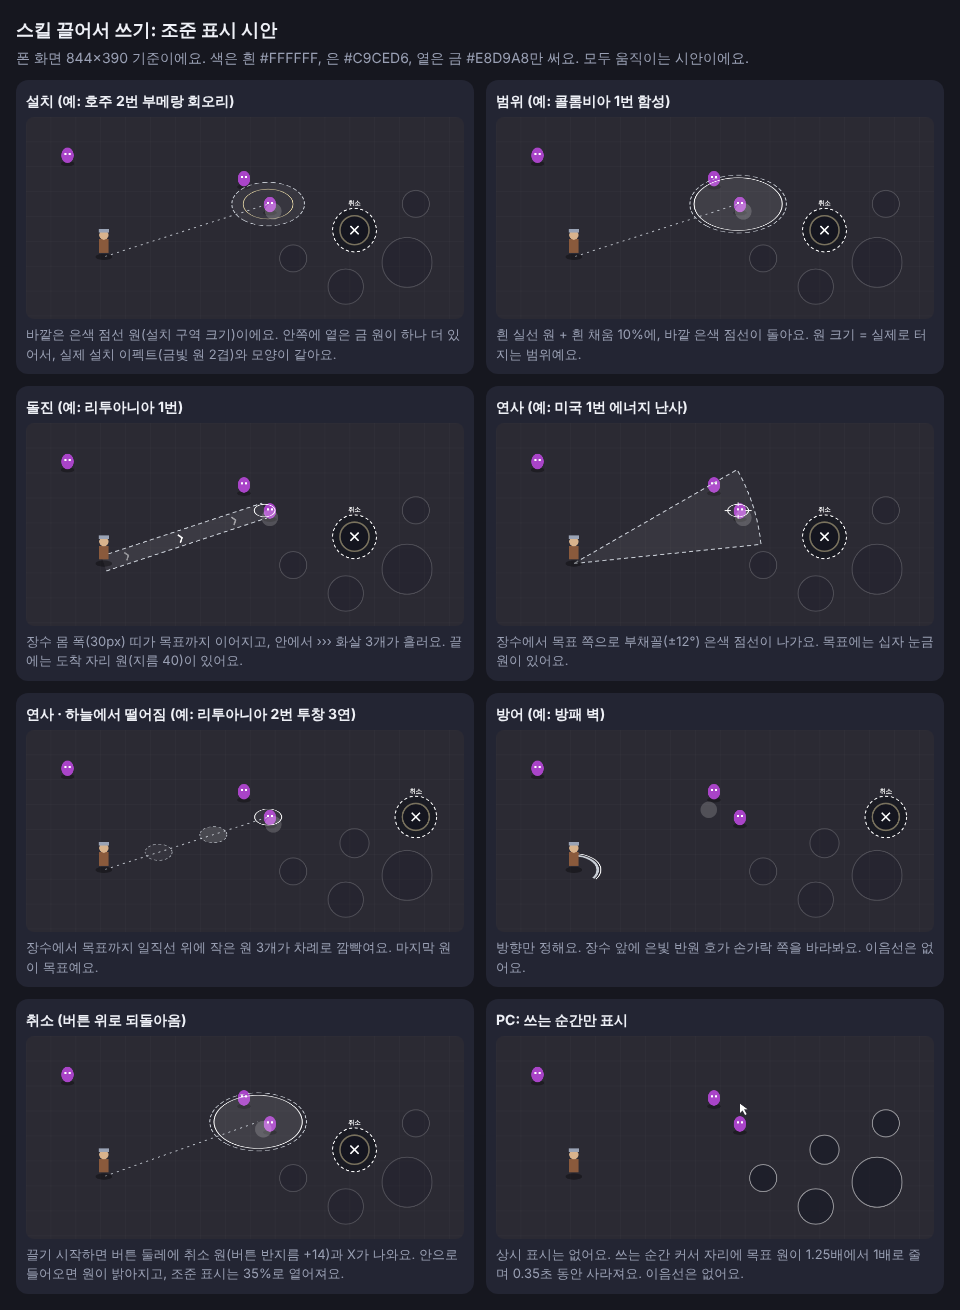 스킬 끌어서 쓰기: 조준 표시 시안
폰 화면 844×390 기준이에요. 색은 흰 #FFFFFF, 은 #C9CED6, 옅은 금 #E8D9A8만 써요. 모두 움직이는 시안이에요.
설치 (예: 호주 2번 부메랑 회오리)
취소
바깥은 은색 점선 원(설치 구역 크기)이에요. 안쪽에 옅은 금 원이 하나 더 있
어서, 실제 설치 이펙트(금빛 원 2겹)와 모양이 같아요.
범위 (예: 콜롬비아 1번 함성)
취소
흰 실선 원 + 흰 채움 10%에, 바깥 은색 점선이 돌아요. 원 크기 = 실제로 터
지는 범위예요.
돌진 (예: 리투아니아 1번)
취소
장수 몸 폭(30px) 띠가 목표까지 이어지고, 안에서 ››› 화살 3개가 흘러요. 끝
에는 도착 자리 원(지름 40)이 있어요.
연사 (예: 미국 1번 에너지 난사)
취소
장수에서 목표 쪽으로 부채꼴(±12°) 은색 점선이 나가요. 목표에는 십자 눈금
원이 있어요.
연사 · 하늘에서 떨어짐 (예: 리투아니아 2번 투창 3연)
취소
장수에서 목표까지 일직선 위에 작은 원 3개가 차례로 깜빡여요. 마지막 원
이 목표예요.
방어 (예: 방패 벽)
취소
방향만 정해요. 장수 앞에 은빛 반원 호가 손가락 쪽을 바라봐요. 이음선은 없
어요.
취소 (버튼 위로 되돌아옴)
취소
끌기 시작하면 버튼 둘레에 취소 원(버튼 반지름 +14)과 X가 나와요. 안으로
들어오면 원이 밝아지고, 조준 표시는 35%로 옅어져요.
PC: 쓰는 순간만 표시
상시 표시는 없어요. 쓰는 순간 커서 자리에 목표 원이 1.25배에서 1배로 줄
며 0.35초 동안 사라져요. 이음선은 없어요.